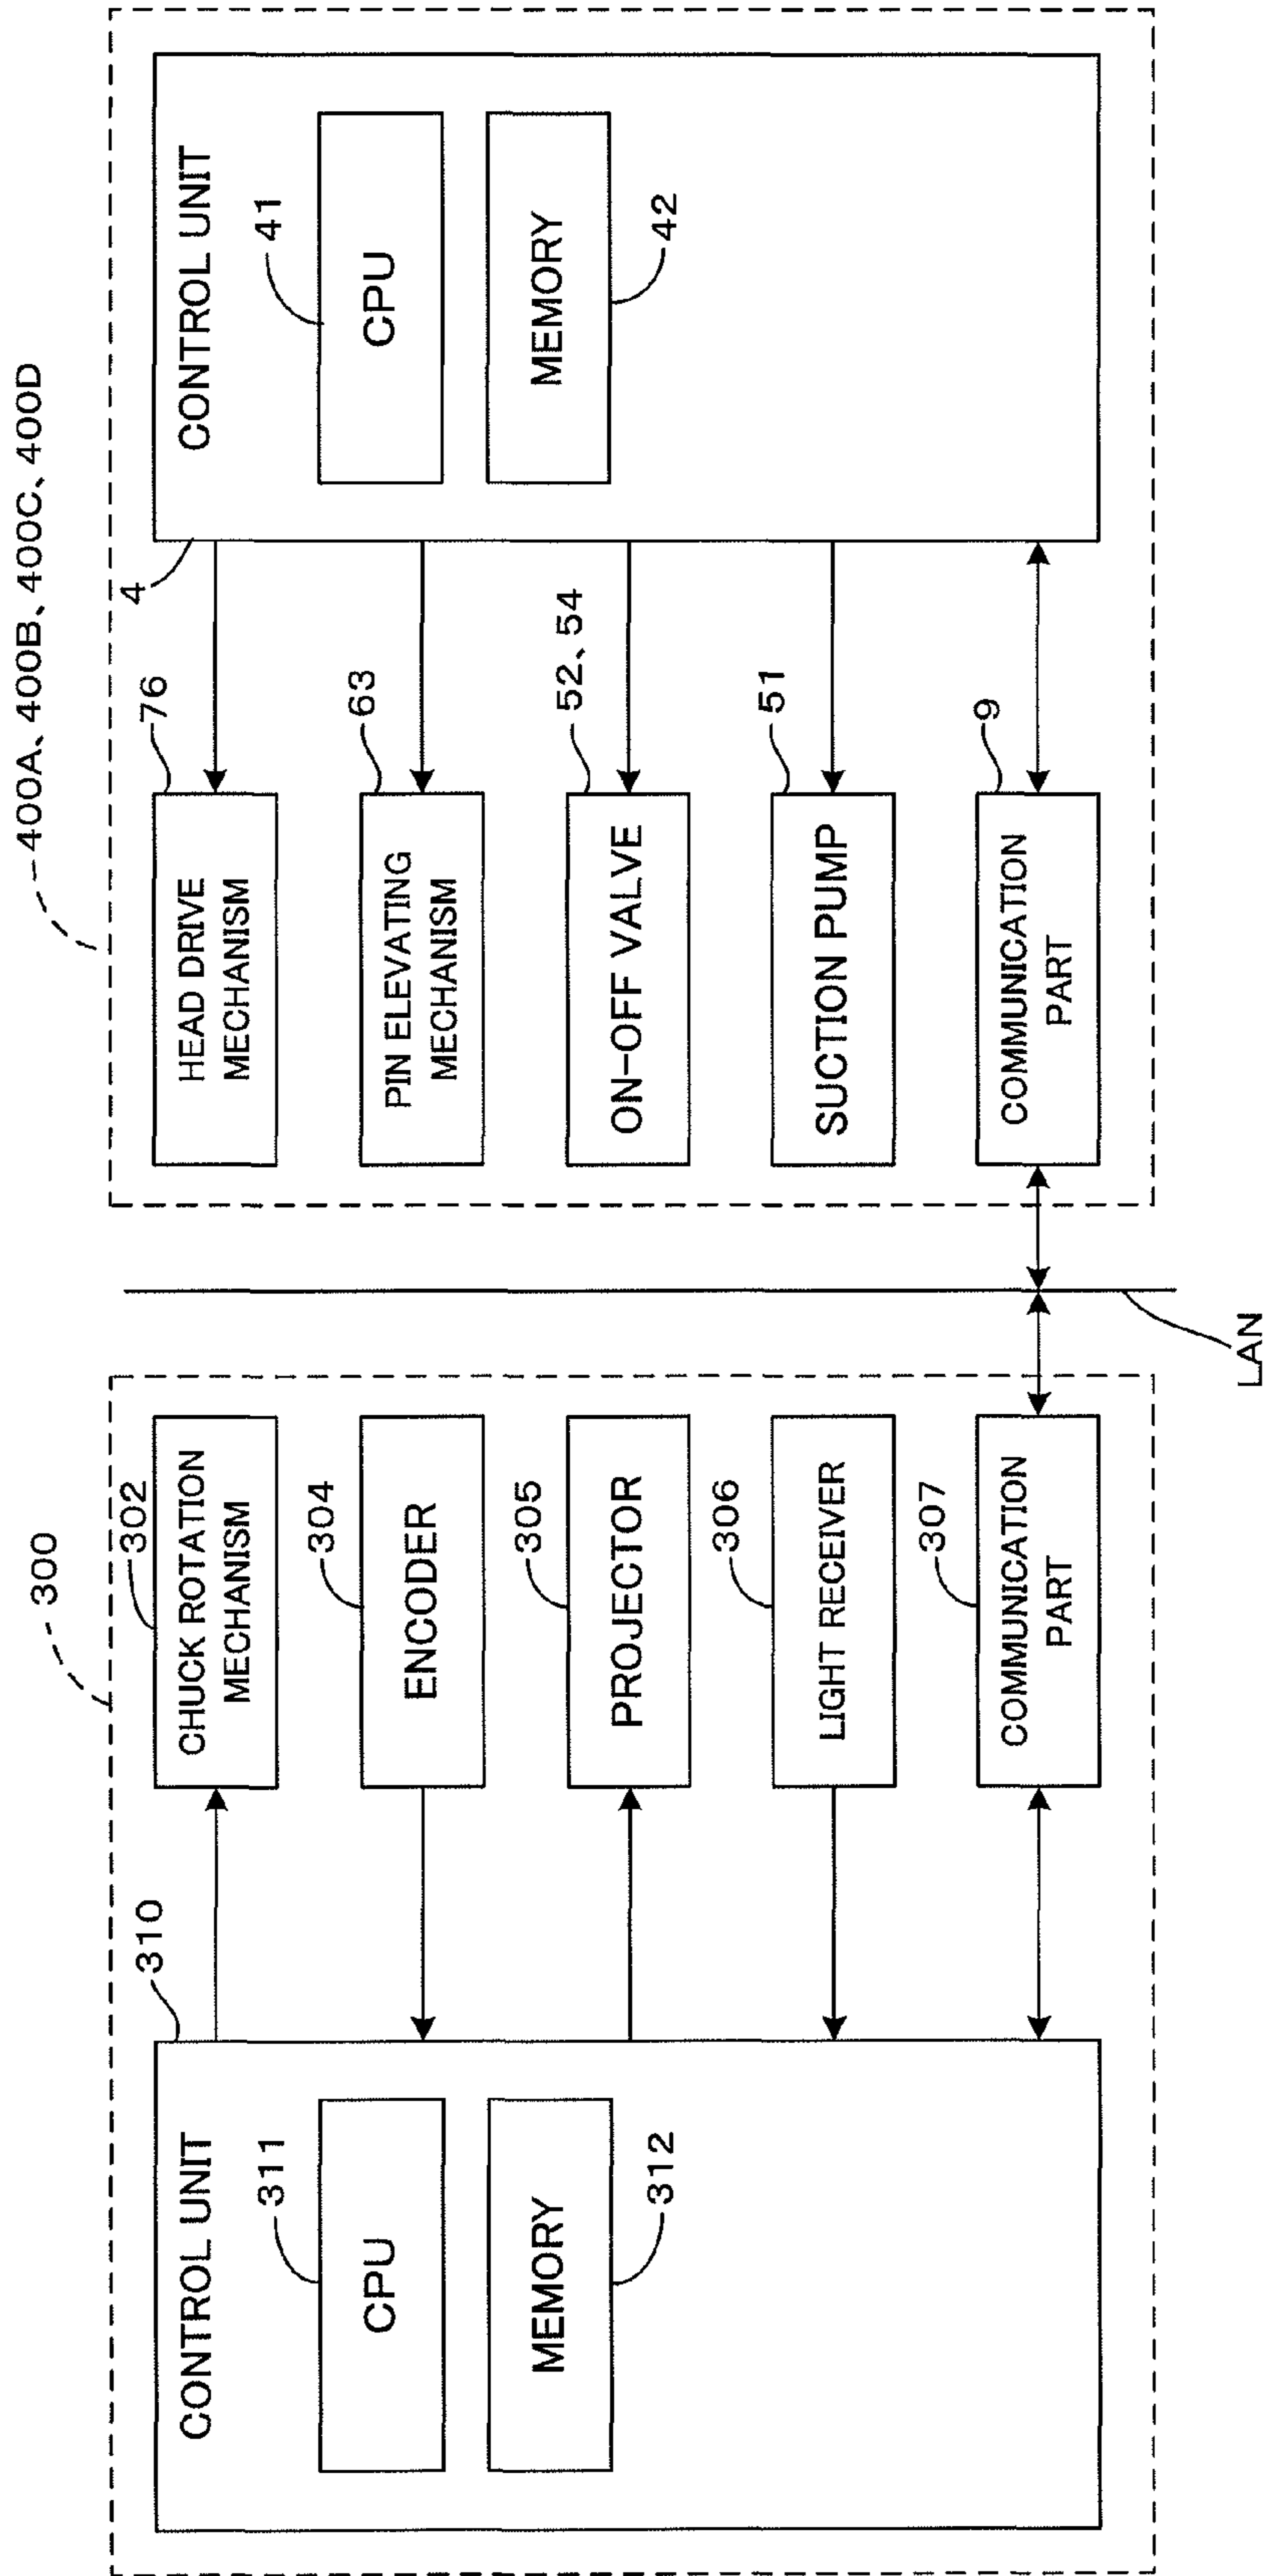 300
CONTROL UNIT
310
311
CPU
MEMORY
312
302
CHUCK ROTATION
MECHANISM
304
ENCODER
305
PROJECTOR
306
LIGHT RECEIVER
307
COMMUNICATION
PART
LAN
400A、400B、400C、400D
76
HEAD DRIVE
MECHANISM
63
PIN ELEVATING
MECHANISM
52、54
ON-OFF VALVE
51
SUCTION PUMP
9
COMMUNICATION
PART
4
CONTROL UNIT
41
CPU
MEMORY
42